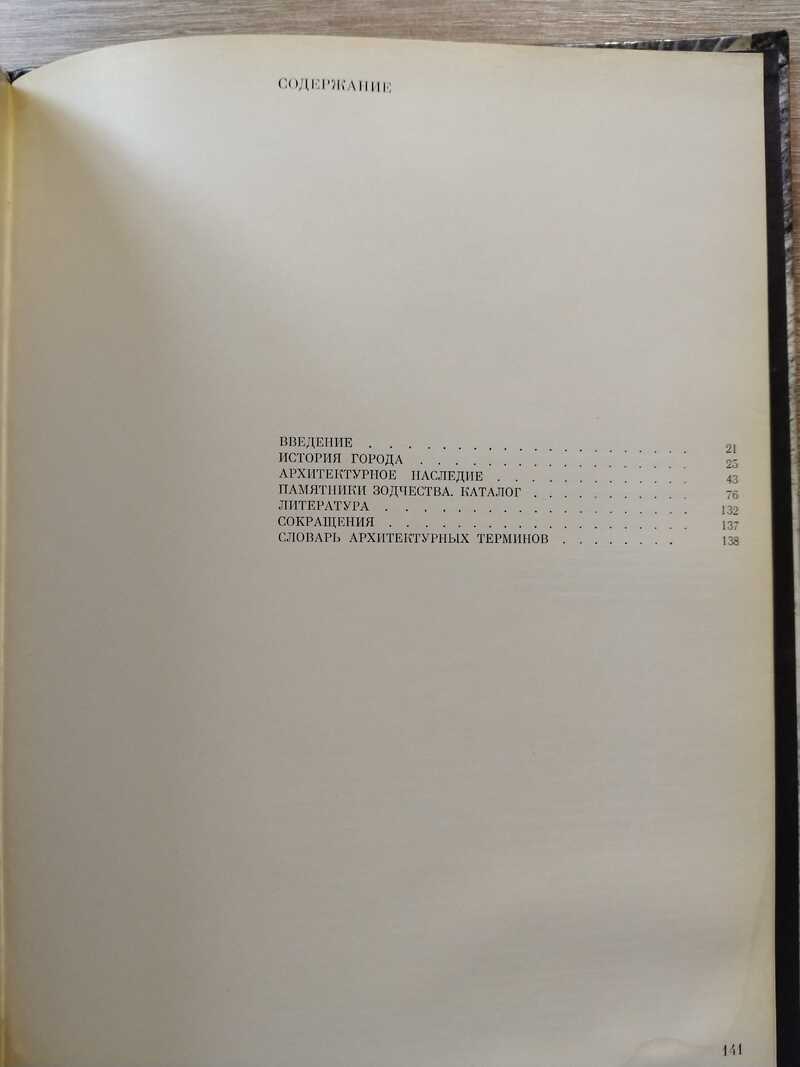 СОДЕРЖАНИЕ
ВВЕДЕНИЕ . . . . . . . . . . . . . . . . . . . . . 21
ИСТОРИЯ ГОРОДА . . . . . . . . . . . . . . . . . . 25
АРХИТЕКТУРНОЕ НАСЛЕДИЕ . . . . . . . . . . . . . 43
ПАМЯТНИКИ ЗОДЧЕСТВА. КАТАЛОГ . . . . . . . . . . . 76
ЛИТЕРАТУРА . . . . . . . . . . . . . . . . . . . . 132
СОКРАЩЕНИЯ . . . . . . . . . . . . . . . . . . . . 137
СЛОВАРЬ АРХИТЕКТУРНЫХ ТЕРМИНОВ . . . . . . . . 138
141